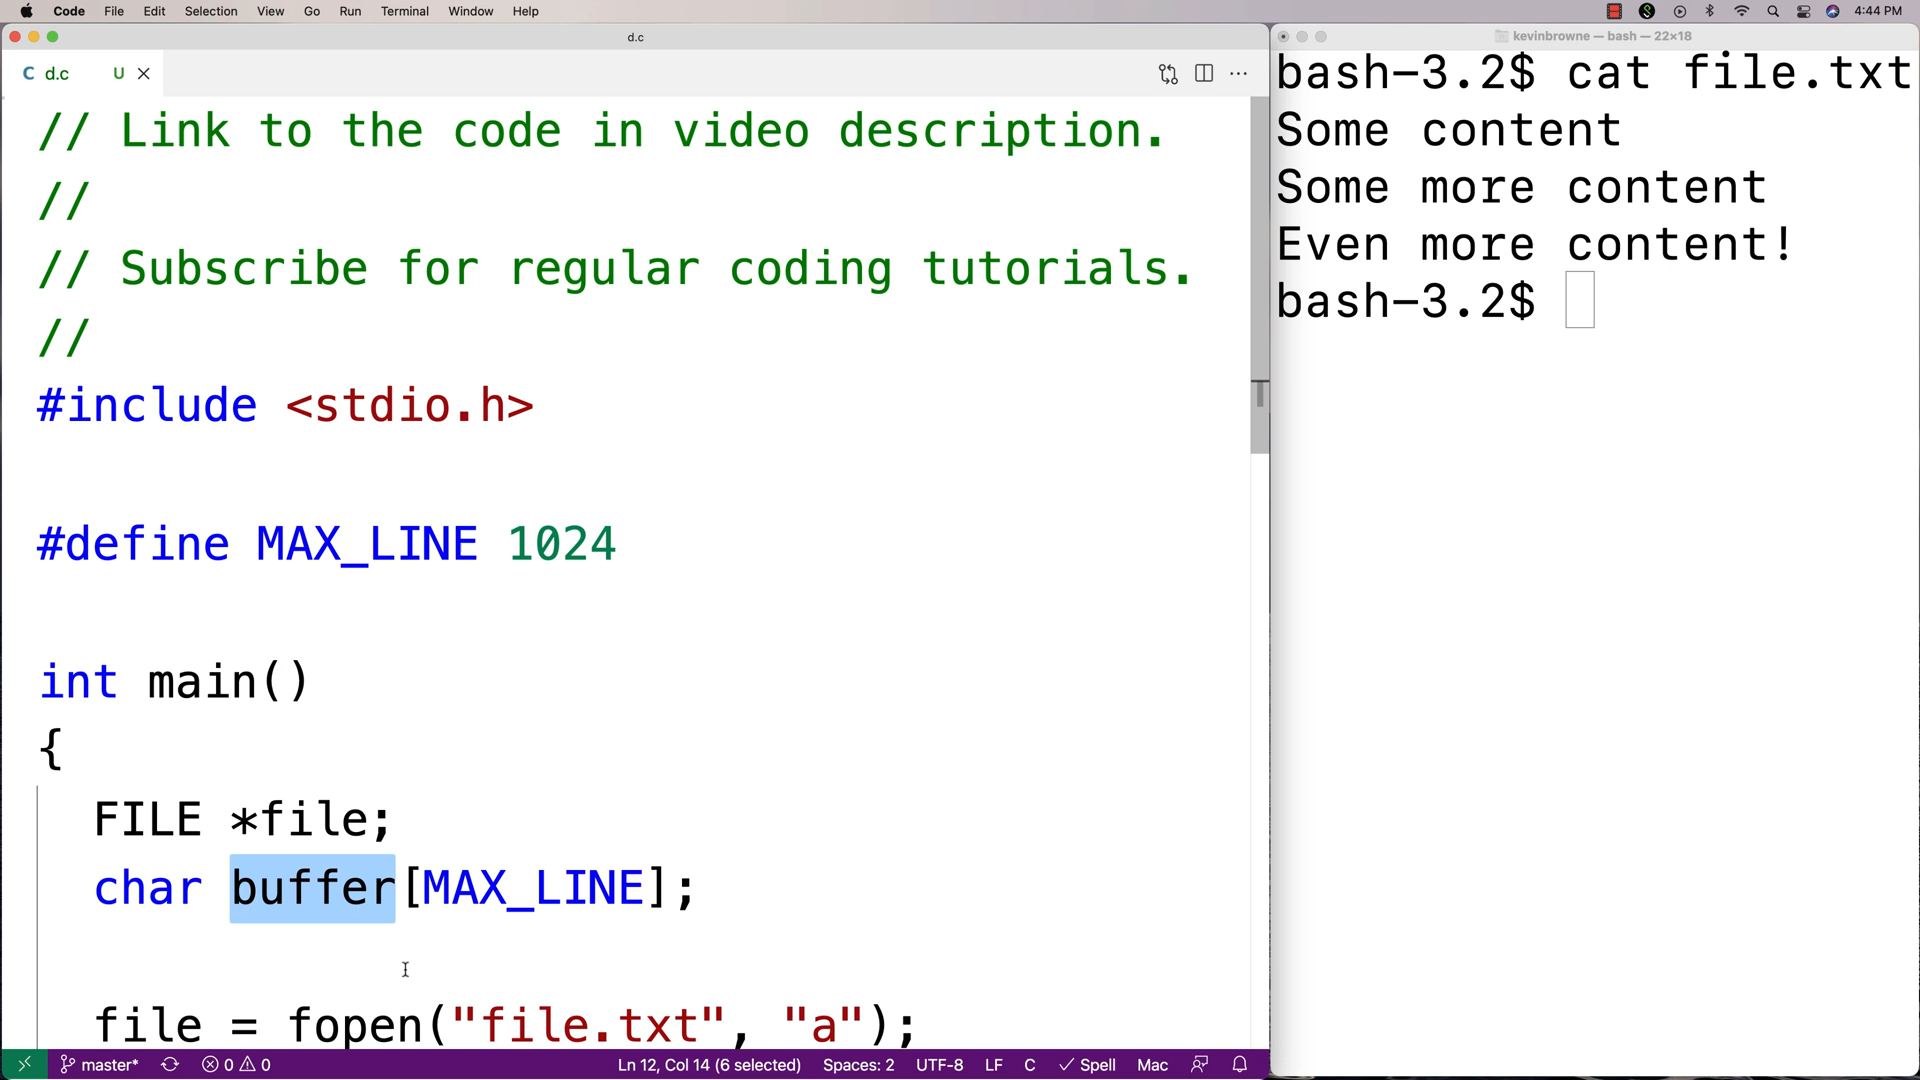 Code File Edit Selection View Go Run Terminal Window Help 4:44 PM
d.c
C d.c U
// Link to the code in video description.
//
// Subscribe for regular coding tutorials.
//
#include <stdio.h>
#define MAX_LINE 1024
int main()
{
FILE *file;
char buffer[MAX_LINE];
file = fopen("file.txt", "a");
master* 0 0 Ln 12, Col 14 (6 selected) Spaces: 2 UTF-8 LF C Spell Mac
kevinbrowne — bash — 22×18
bash-3.2$ cat file.txt
Some content
Some more content
Even more content!
bash-3.2$